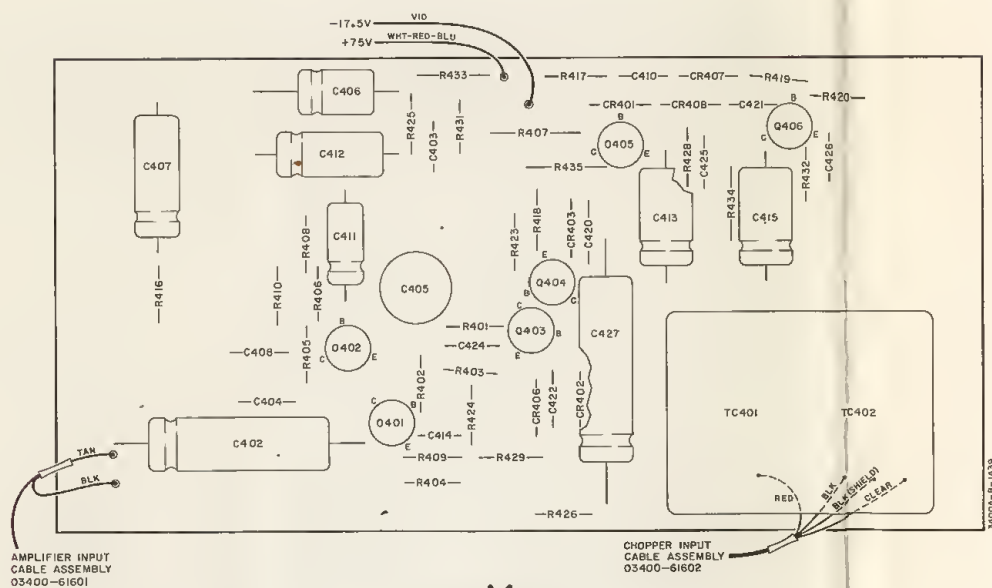 -17.5V VIO
+75V WHT-RED-BLU
R433
R417
C410
CR407
R419
R420
C406
CR401
CR408
C421
B
Q406
C
E
R425
C403
R431
R407
B
Q405
C
E
R428
C425
R432
C426
C407
C412
R435
R434
C413
C415
C411
R408
R423
R418
CR403
C420
R416
R410
R406
C405
E
Q404
B
C
C
Q403
B
E
C427
B
Q402
C
E
R401
C424
C408
R405
R402
R403
CR406
C422
CR402
TC401
TC402
C404
C
B
Q401
E
R424
C402
C414
R409
R429
R404
R426
TAN
BLK
RED
BLK
BLK(SHIELD)
CLEAR
AMPLIFIER INPUT
CABLE ASSEMBLY
03400-61601
CHOPPER INPUT
CABLE ASSEMBLY
03400-61602
3400A-B-1839